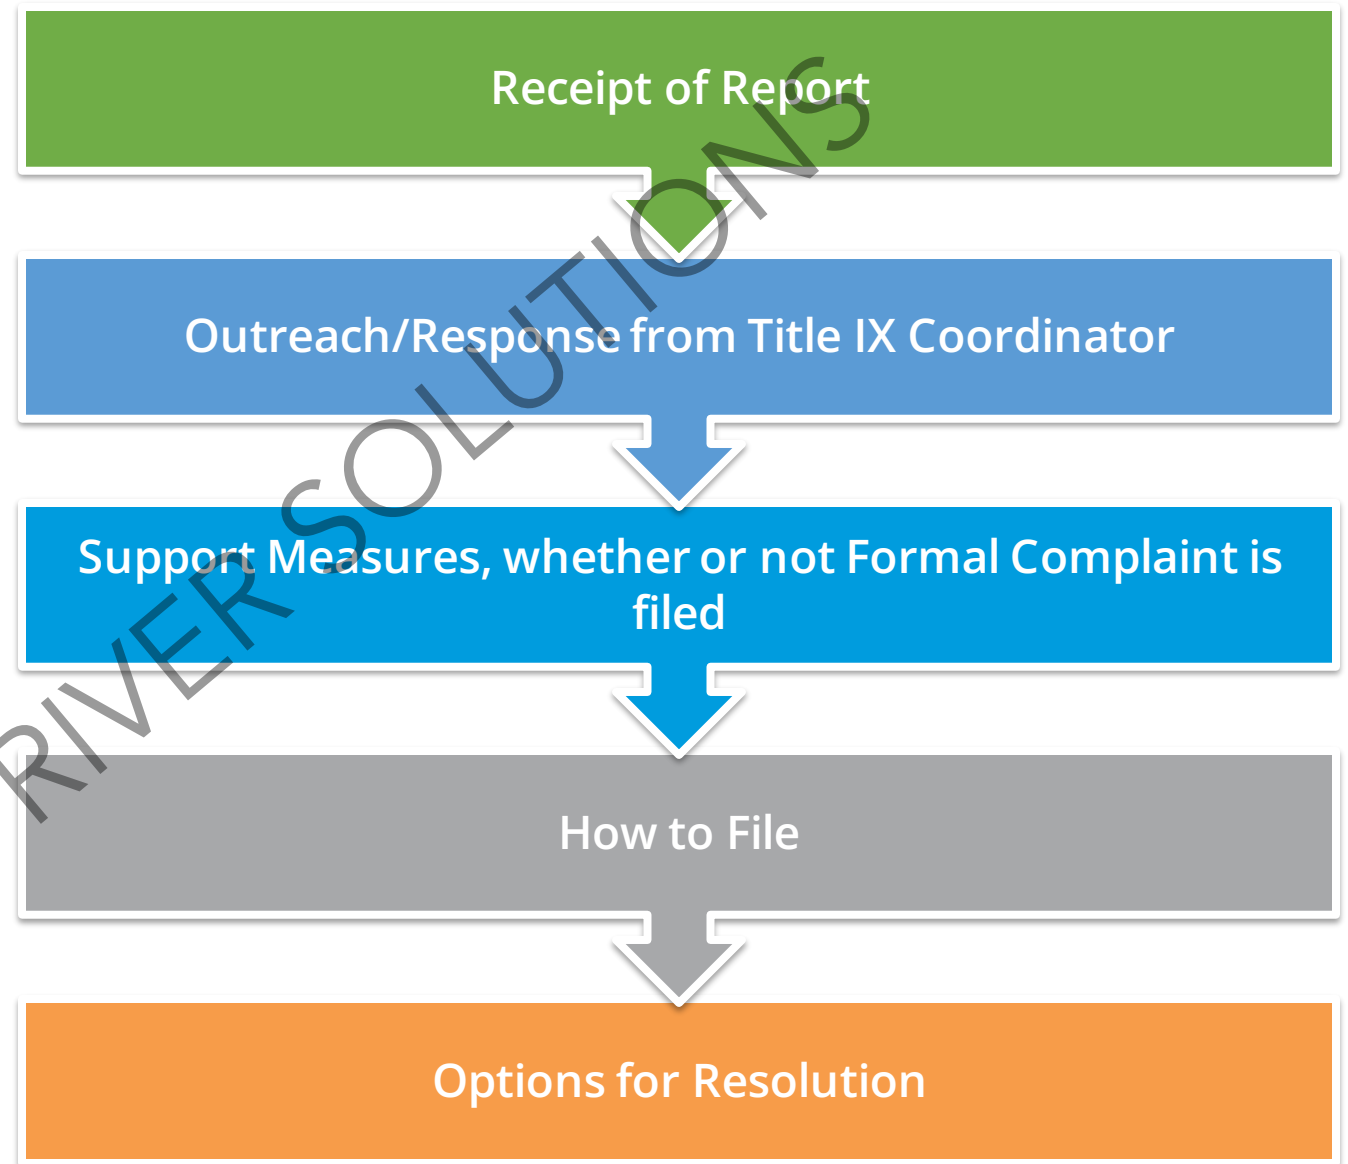 Receipt of Report
Outreach/Response from Title IX Coordinator
Support Measures, whether or not Formal Complaint is
filed
How to File
Options for Resolution
RIVER SOLUTIONS